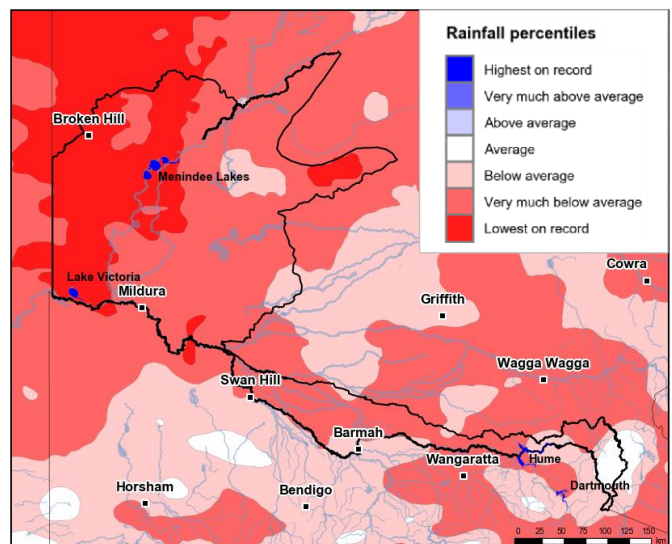 Rainfall percentiles
Highest on record
Very much above average
Above average
Average
Below average
Very much below average
Lowest on record
Broken Hill
Menindee Lakes
Lake Victoria
Mildura
Cowra
Griffith
Wagga Wagga
Swan Hill
Barmah
Hume
Wangaratta
Dartmouth
Horsham
Bendigo
0 25 50 75 100 125 150
km